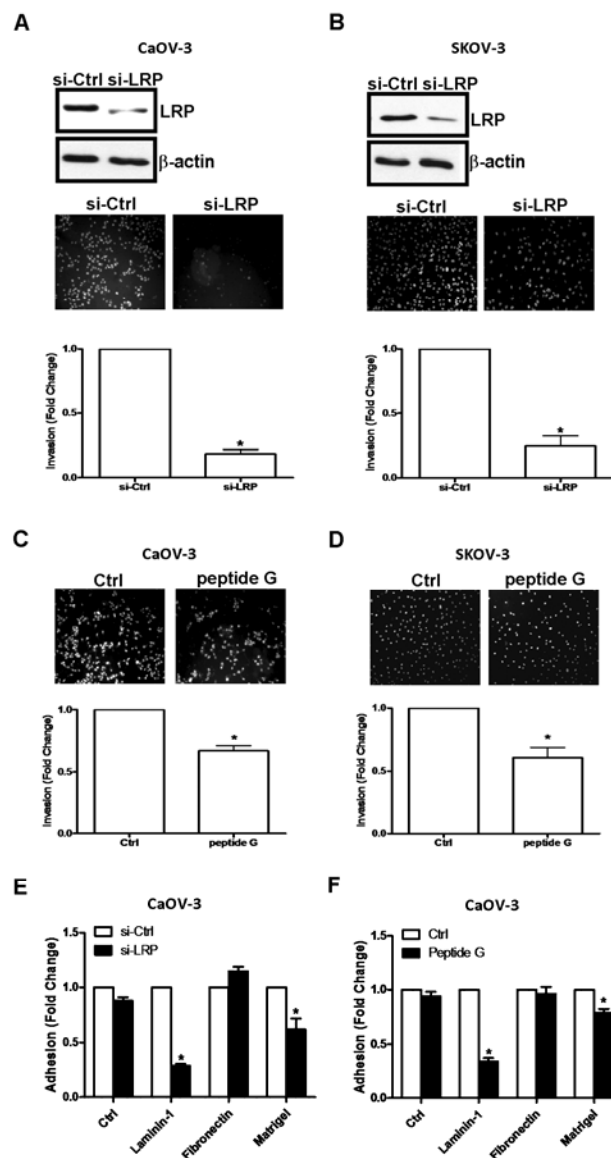 A
CaOV-3
si-Ctrl si-LRP
LRP
β-actin
si-Ctrl si-LRP
Invasion (Fold Change)
1.0
0.5
0.0
*
si-Ctrl si-LRP
B
SKOV-3
si-Ctrl si-LRP
LRP
β-actin
si-Ctrl si-LRP
Invasion (Fold Change)
1.0
0.5
0.0
*
si-Ctrl si-LRP
C
CaOV-3
Ctrl peptide G
Invasion (Fold Change)
1.0
0.5
0.0
*
Ctrl peptide G
D
SKOV-3
Ctrl peptide G
Invasion (Fold Change)
1.0
0.5
0.0
*
Ctrl peptide G
E
CaOV-3
si-Ctrl
si-LRP
Adhesion (Fold Change)
1.5
1.0
0.5
0.0
*
*
Ctrl Laminin-1 Fibronectin Matrigel
F
CaOV-3
Ctrl
Peptide G
Adhesion (Fold Change)
1.5
1.0
0.5
0.0
*
*
Ctrl Laminin-1 Fibronectin Matrigel